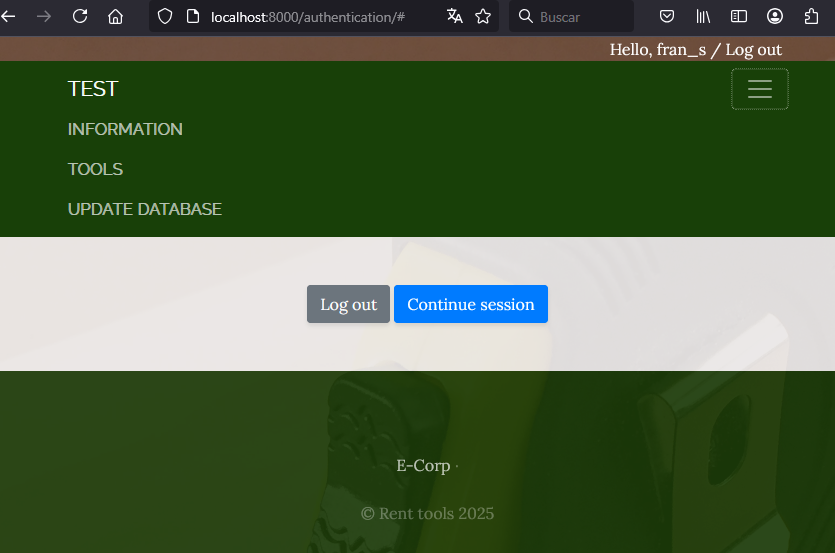 localhost:8000/authentication/#
Buscar
Hello, fran_s / Log out
TEST
INFORMATION
TOOLS
UPDATE DATABASE
Log out
Continue session
E-Corp ·
© Rent tools 2025